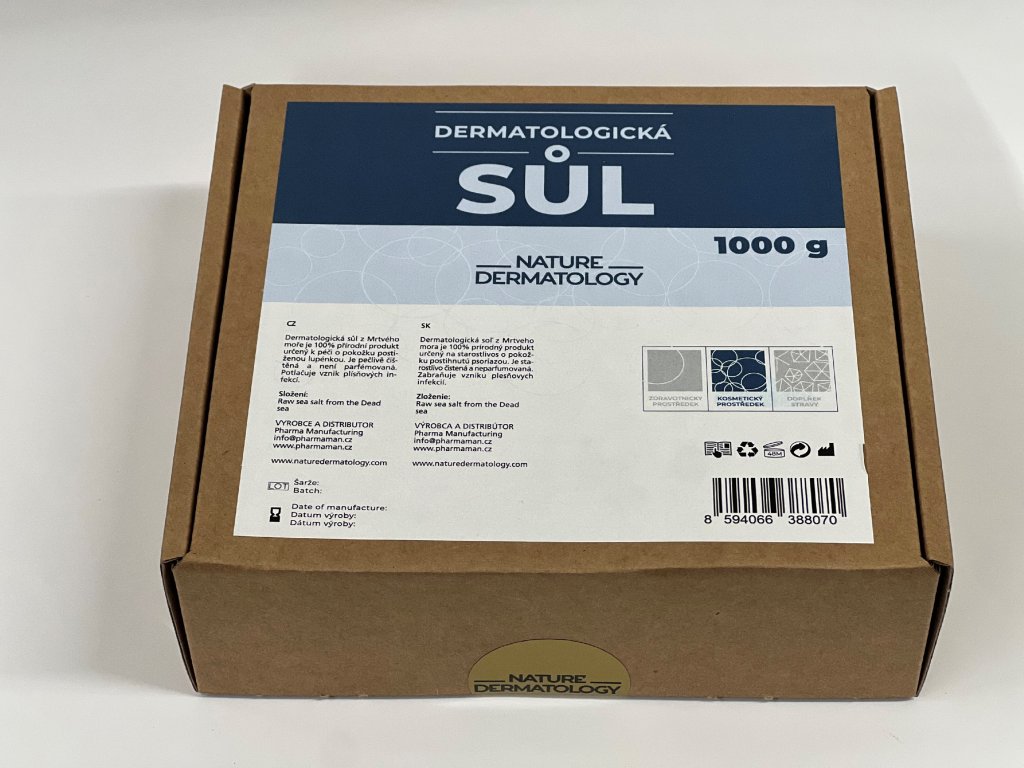 DERMATOLOGICKÁ
SŮL
1000 g
NATURE
DERMATOLOGY
CZ
Dermatologická sůl z Mrtvého
moře je 100% přírodní produkt
určený k péči o pokožku posti-
ženou lupénkou. Je pečlivě čiš-
těná a není parfémovaná.
Potlačuje vznik plísňových in-
fekcí.
Složení:
Raw sea salt from the Dead
sea
VÝROBCE A DISTRIBUTOR
Pharma Manufacturing
info@pharmaman.cz
www.pharmaman.cz
www.naturedermatology.com
SK
Dermatologická soľ z Mrtveho
mora je 100% prírodný produkt
určený na starostlivos o pokož-
ku postihnutú psoriazou. Je sta-
rostlivo čistená a neparfumovaná.
Zabraňuje vzniku plesňových
infekcií.
Zloženie:
Raw sea salt from the Dead
sea
VÝROBCE A DISTRIBÚTOR
Pharma Manufacturing
info@pharmaman.cz
www.pharmaman.cz
www.naturedermatology.com
ZDRAVOTNICKÝ
PROSTŘEDEK
KOSMETICKÝ
PROSTŘEDEK
DOPLNĚK
STRAVY
48M
LOT
Šarže:
Batch:
Date of manufacture:
Datum výroby:
Dátum výroby:
8 594066 388070
NATURE
DERMATOLOGY